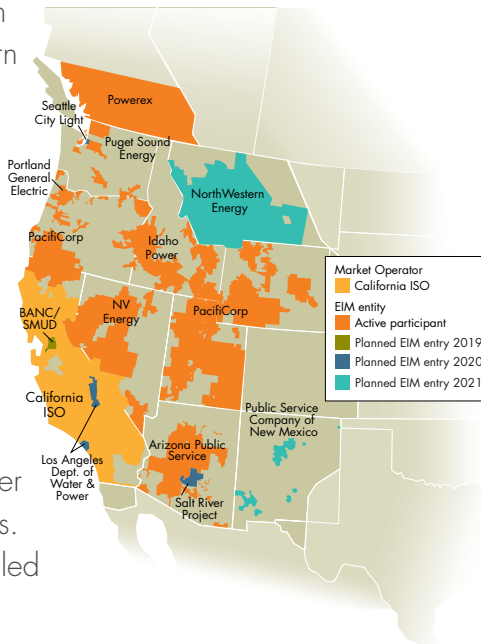 Powerex
Seattle
City Light
Puget Sound
Energy
Portland
General
Electric
NorthWestern
Energy
PacifiCorp
Idaho
Power
Market Operator
California ISO
EIM entity
Active participant
Planned EIM entry 2019
Planned EIM entry 2020
Planned EIM entry 2021
NV
Energy
PacifiCorp
BANC/
SMUD
California
ISO
Public Service
Company of
New Mexico
Arizona Public
Service
Los Angeles
Dept. of
Water &
Power
Salt River
Project
s.